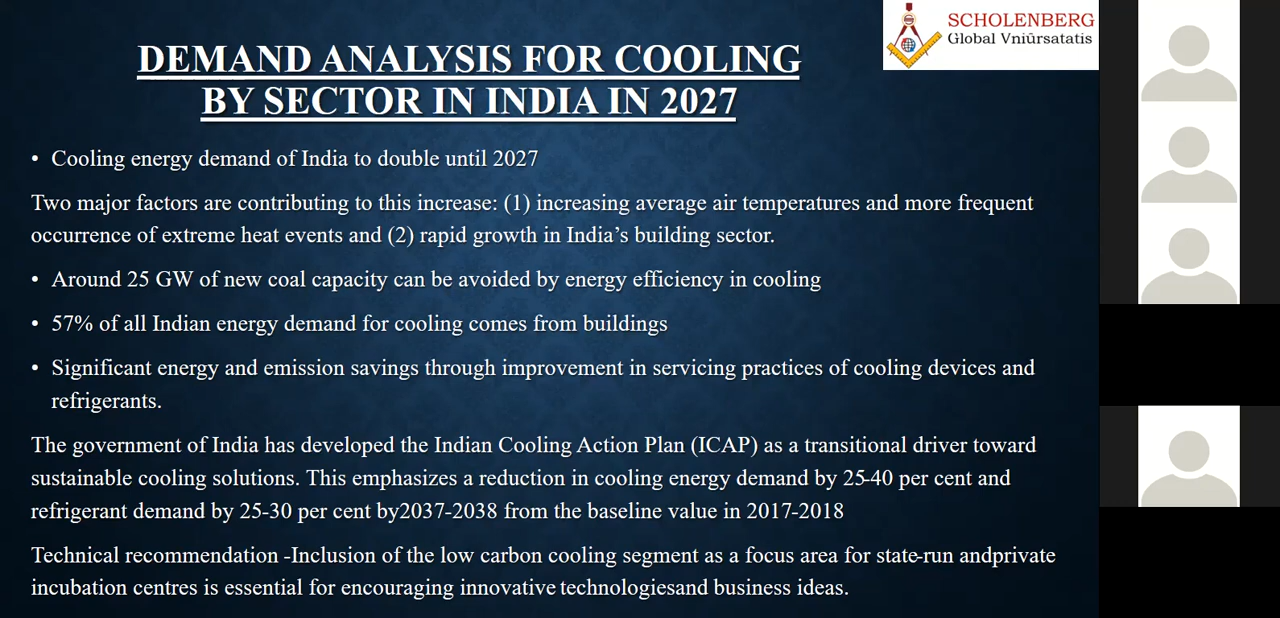 SCHOLENBERG
Global Vniûrsatatis
DEMAND ANALYSIS FOR COOLING
BY SECTOR IN INDIA IN 2027
• Cooling energy demand of India to double until 2027
Two major factors are contributing to this increase: (1) increasing average air temperatures and more frequent
occurrence of extreme heat events and (2) rapid growth in India's building sector.
• Around 25 GW of new coal capacity can be avoided by energy efficiency in cooling
• 57% of all Indian energy demand for cooling comes from buildings
• Significant energy and emission savings through improvement in servicing practices of cooling devices and
refrigerants.
The government of India has developed the Indian Cooling Action Plan (ICAP) as a transitional driver toward
sustainable cooling solutions. This emphasizes a reduction in cooling energy demand by 25-40 per cent and
refrigerant demand by 25-30 per cent by2037-2038 from the baseline value in 2017-2018
Technical recommendation -Inclusion of the low carbon cooling segment as a focus area for state-run andprivate
incubation centres is essential for encouraging innovative technologiesand business ideas.